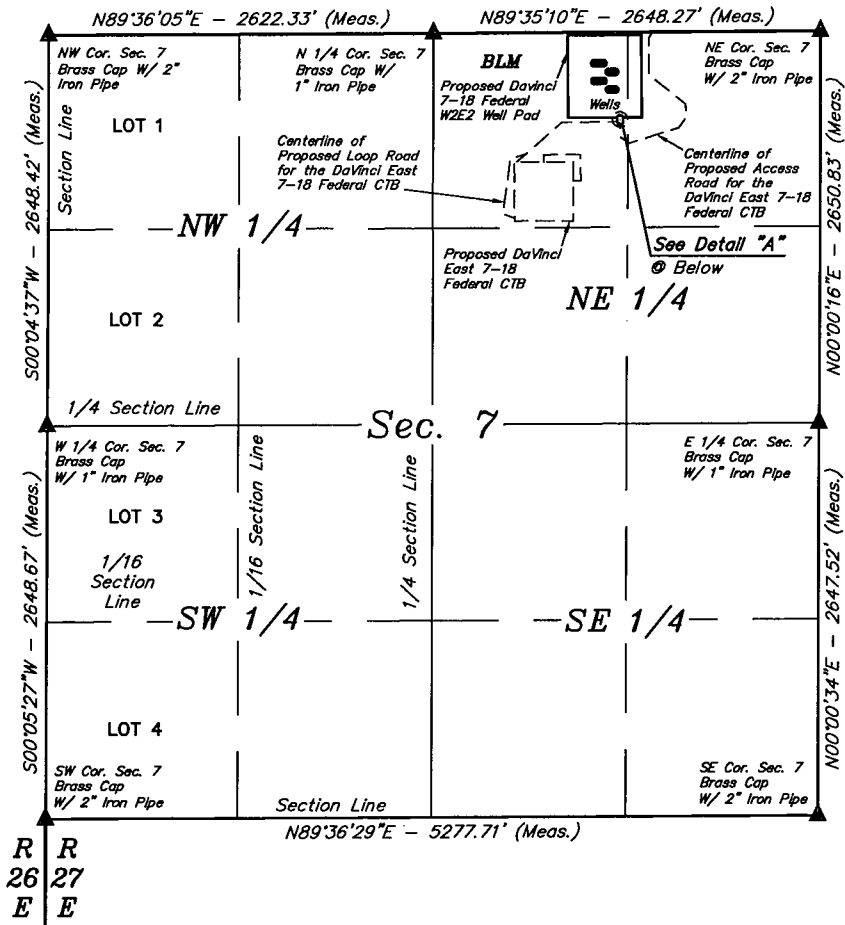 N89°36'05"E - 2622.33' (Meas.)
N89°35'10"E - 2648.27' (Meas.)
NW Cor. Sec. 7
Brass Cap W/ 2"
Iron Pipe
N 1/4 Cor. Sec. 7
Brass Cap W/
1" Iron Pipe
BLM
Proposed Davinci
7-18 Federal
W2E2 Well Pad
Wells
NE Cor. Sec. 7
Brass Cap
W/ 2" Iron Pipe
LOT 1
Section Line
S00°04'37"W - 2648.42' (Meas.)
Centerline of
Proposed Loop Road
for the DaVinci East
7-18 Federal CTB
Centerline of
Proposed Access
Road for the
DaVinci East 7-18
Federal CTB
N00°00'16"E - 2650.83' (Meas.)
NW 1/4
Proposed DaVinci
East 7-18
Federal CTB
See Detail "A"
@ Below
NE 1/4
LOT 2
1/4 Section Line
Sec. 7
W 1/4 Cor. Sec. 7
Brass Cap
W/ 1" Iron Pipe
E 1/4 Cor. Sec. 7
Brass Cap
W/ 1" Iron Pipe
LOT 3
1/16
Section
Line
1/16 Section Line
1/4 Section Line
S00°05'27"W - 2648.67' (Meas.)
N00°00'34"E - 2647.52' (Meas.)
SW 1/4
SE 1/4
LOT 4
SW Cor. Sec. 7
Brass Cap
W/ 2" Iron Pipe
SE Cor. Sec. 7
Brass Cap
W/ 2" Iron Pipe
Section Line
N89°36'29"E - 5277.71' (Meas.)
R R
26 27
E E